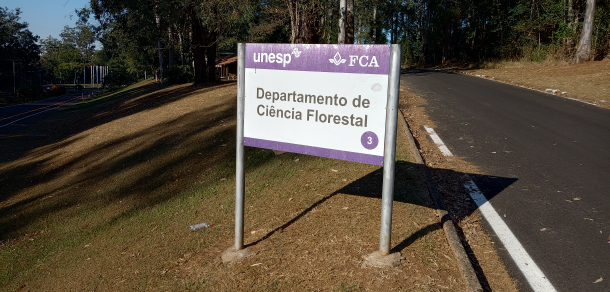 unesp FCA
Departamento de
Ciência Florestal
3